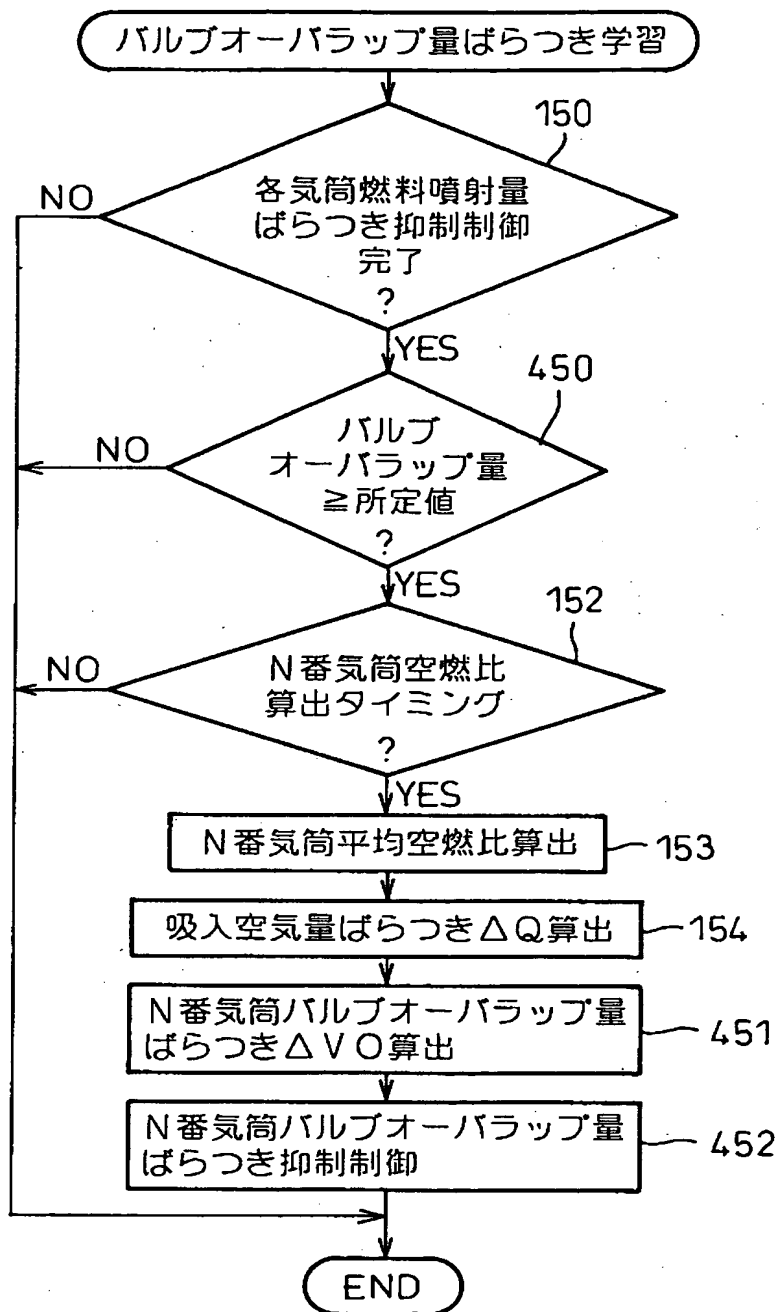 バルブオーバラップ量ばらつき学習
150
各気筒燃料噴射量
ばらつき抑制制御
完了
?
NO
YES
450
バルブ
オーバラップ量
≧所定値
?
NO
YES
152
N番気筒空燃比
算出タイミング
?
NO
YES
N番気筒平均空燃比算出
153
吸入空気量ばらつき△Q算出
154
N番気筒バルブオーバラップ量
ばらつき△VO算出
451
N番気筒バルブオーバラップ量
ばらつき抑制制御
452
END